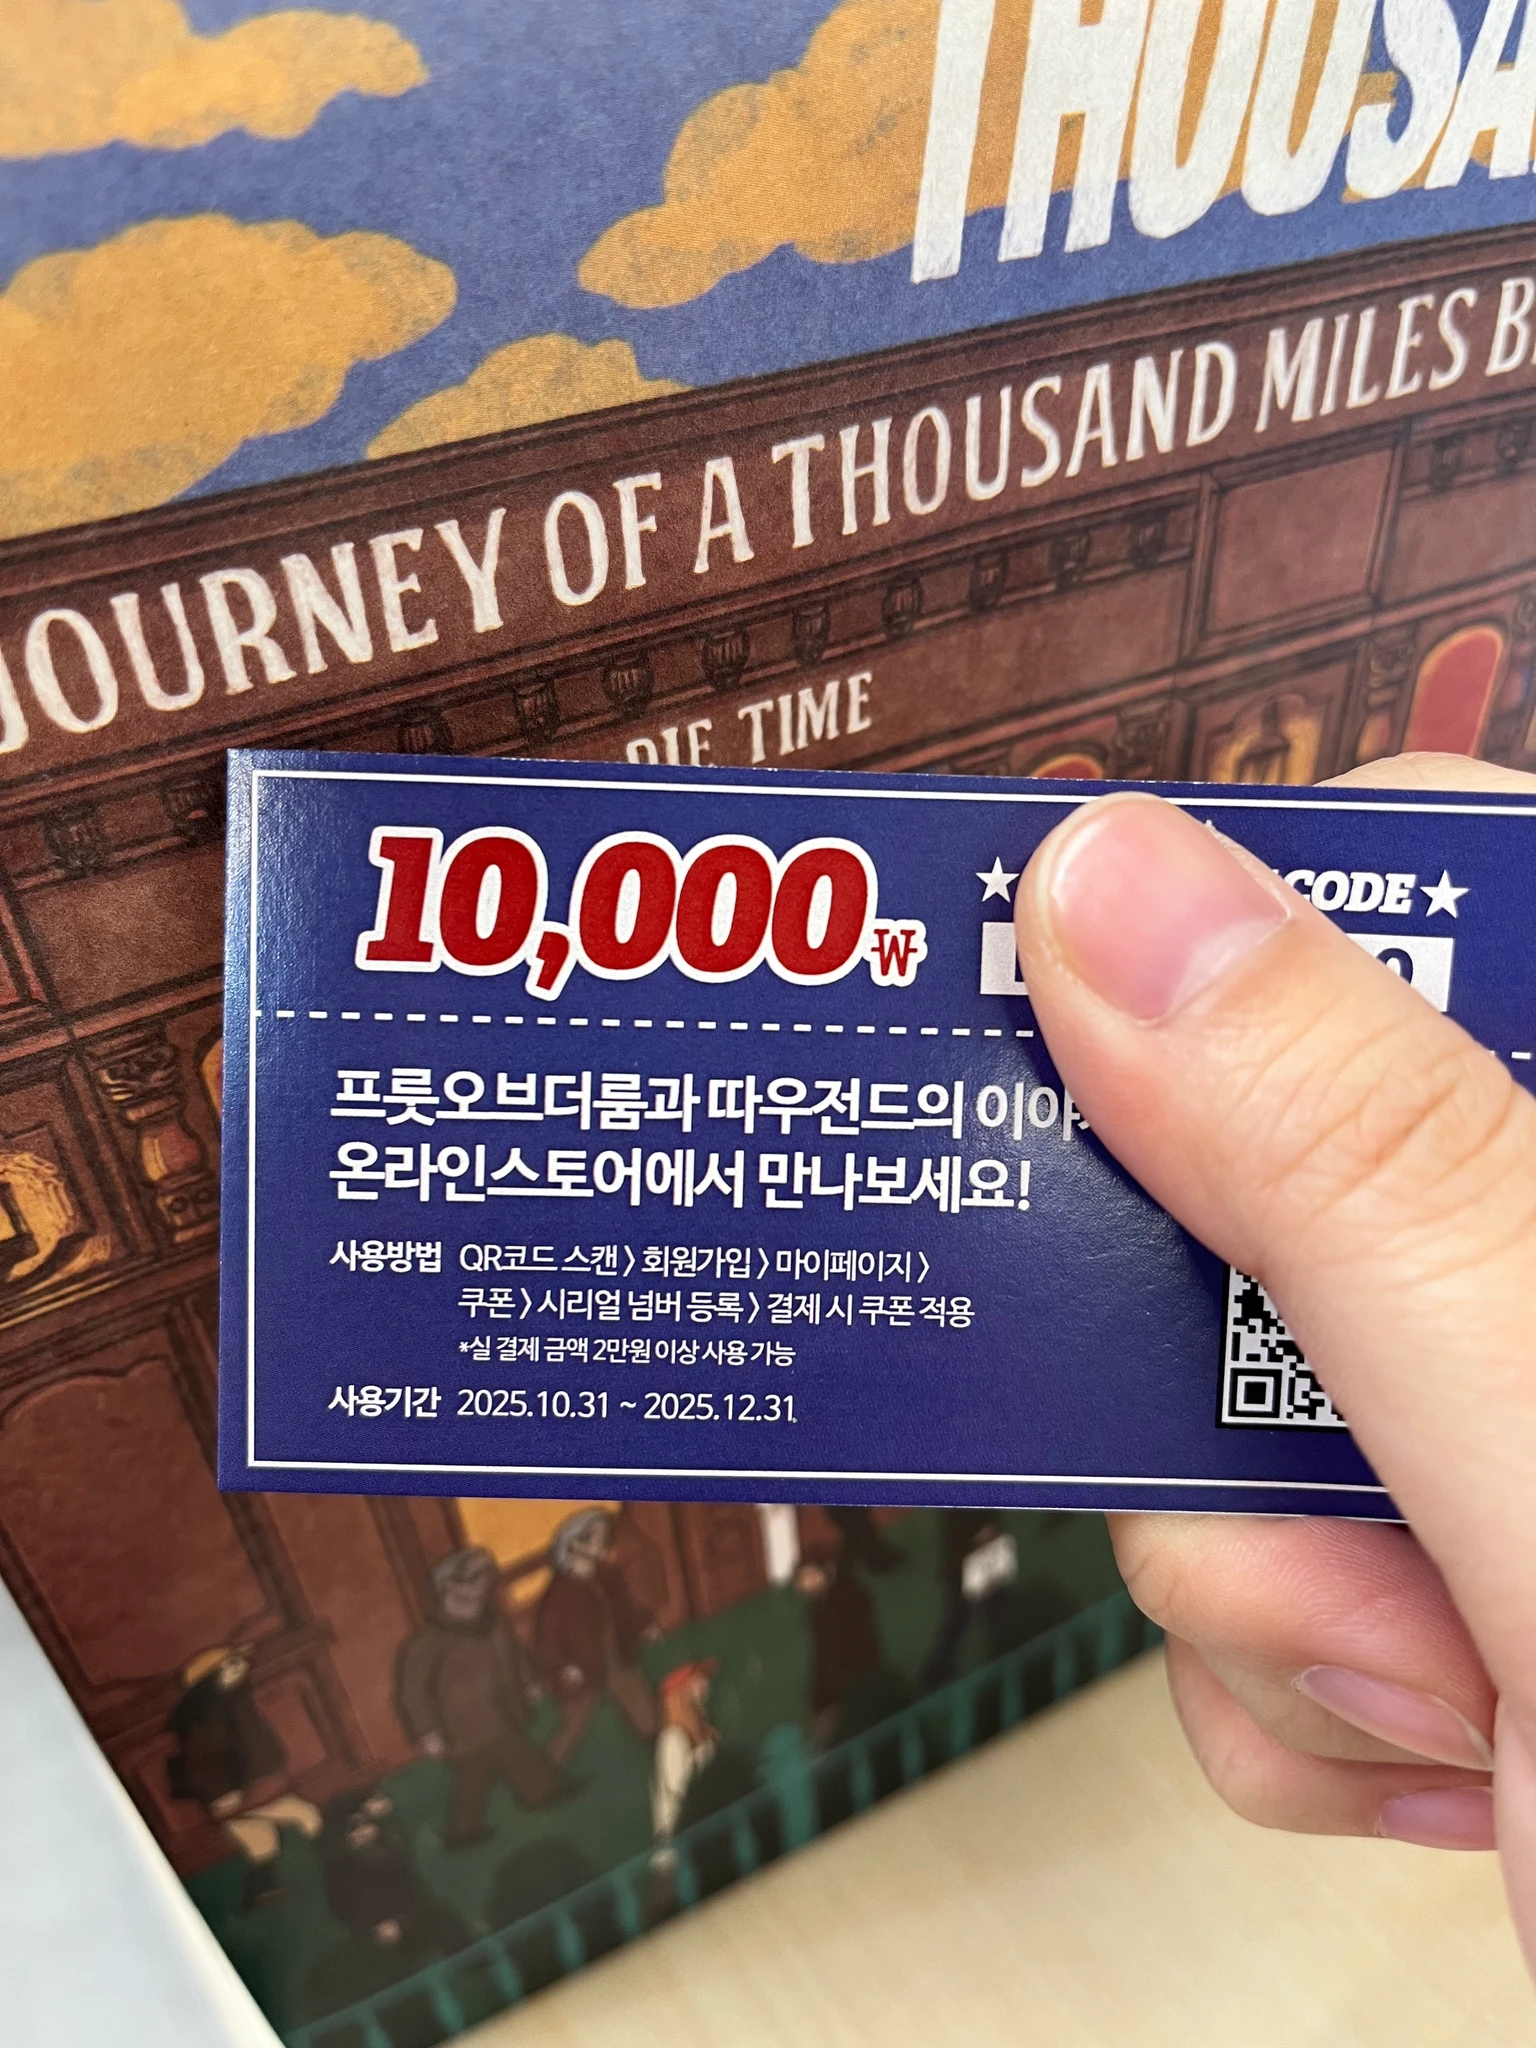 JOURNEY OF A THOUSAND MILES
TIME
10,000₩
★ CODE★
프룻오브더룸과 따우전드의
온라인스토어에서 만나보세요!
사용방법 QR코드 스캔 〉 회원가입 〉 마이페이지 〉
쿠폰 〉 시리얼 넘버 등록 〉 결제 시 쿠폰 적용
*실 결제 금액 2만원 이상 사용 가능
사용기간 2025.10.31 ~ 2025.12.31